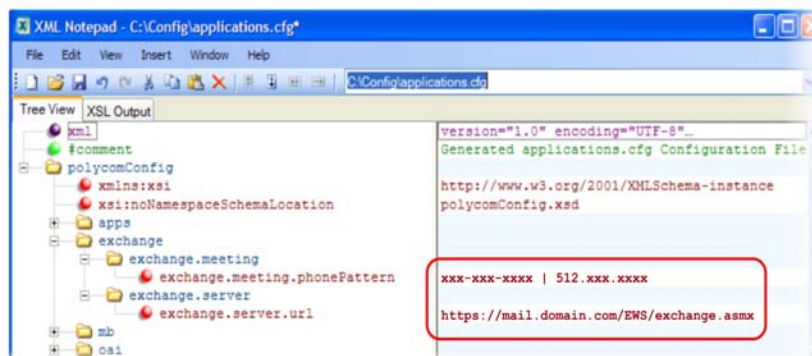 XML Notepad - C:\Config\applications.cfg*
File Edit View Insert Window Help
C:\Config\applications.cfg
Tree View XSL Output
xml version="1.0" encoding="UTF-8"…
#comment Generated applications.cfg Configuration File
polycomConfig
xmlns:xsi http://www.w3.org/2001/XMLSchema-instance
xsi:noNamespaceSchemaLocation polycomConfig.xsd
apps
exchange
exchange.meeting
exchange.meeting.phonePattern xxx-xxx-xxxx | 512.xxx.xxxx
exchange.server
exchange.server.url https://mail.domain.com/EWS/exchange.asmx
mb
oai